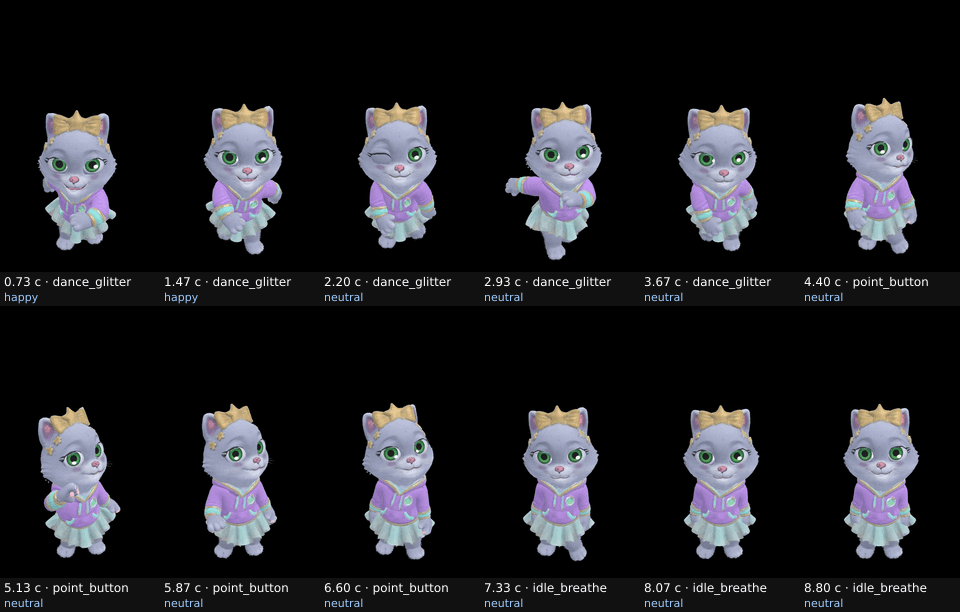 0.73 c · dance_glitter
happy
1.47 c · dance_glitter
happy
2.20 c · dance_glitter
neutral
2.93 c · dance_glitter
neutral
3.67 c · dance_glitter
neutral
4.40 c · point_button
neutral
5.13 c · point_button
neutral
5.87 c · point_button
neutral
6.60 c · point_button
neutral
7.33 c · idle_breathe
neutral
8.07 c · idle_breathe
neutral
8.80 c · idle_breathe
neutral